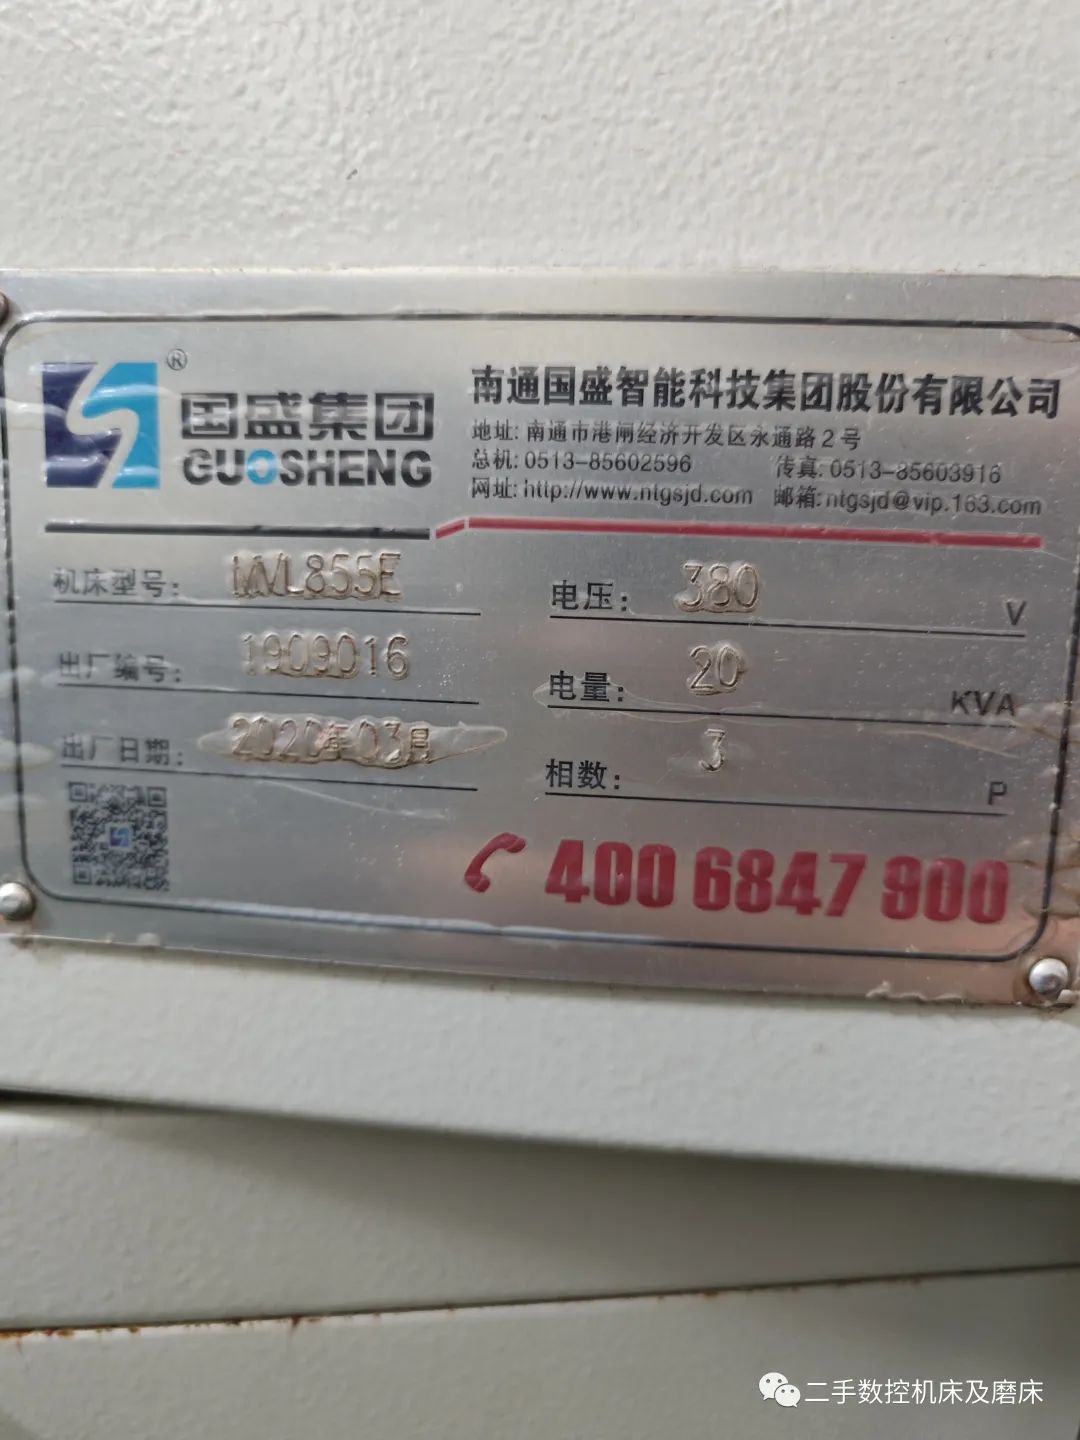 ®
国盛集团
GUOSHENG
南通国盛智能科技集团股份有限公司
地址: 南通市港闸经济开发区永通路2号
总机: 0513-85602596 传真: 0513-85603916
网址: http://www.ntgsjd.com 邮箱: ntgsjd@vip.163.com
机床型号: MVL855E 电压: 380 V
出厂编号: 1909016 电量: 20 KVA
出厂日期: 2020年03月 相数: 3 P
400 6847 900
二手数控机床及磨床